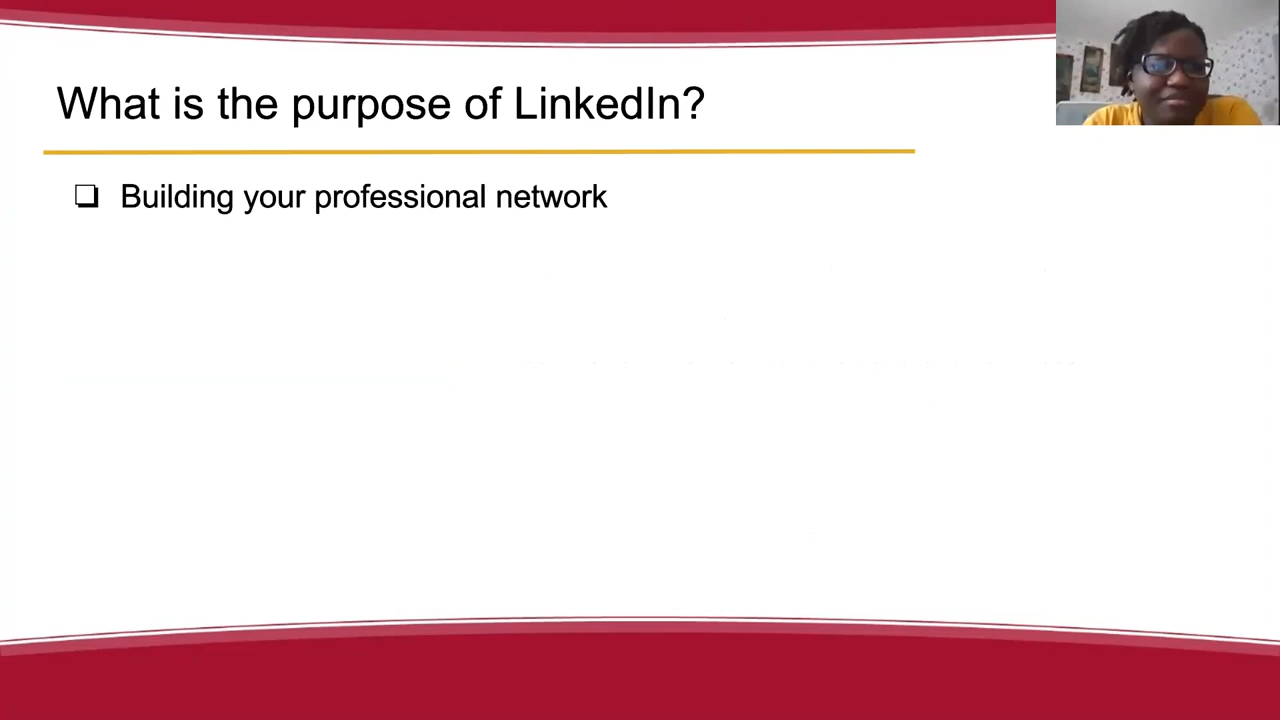 What is the purpose of LinkedIn?
❏ Building your professional network